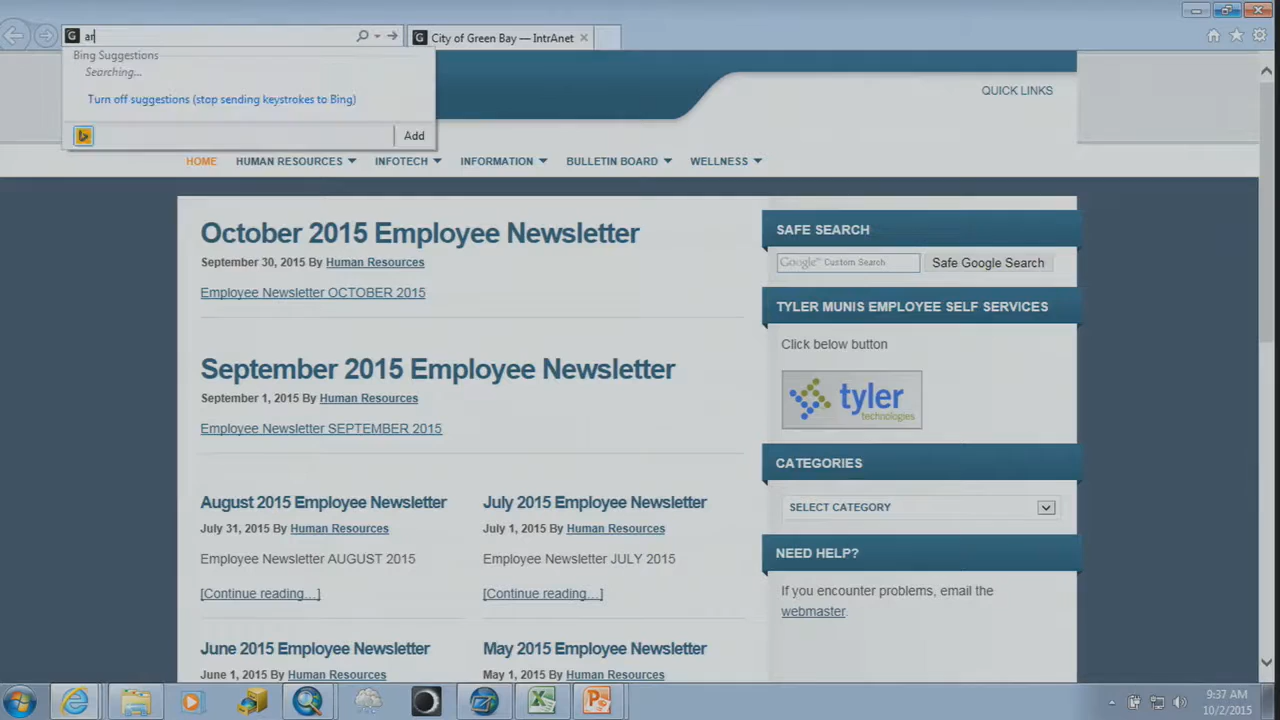 ar
City of Green Bay — IntrAnet
Bing Suggestions
Searching...
Turn off suggestions (stop sending keystrokes to Bing)
Add
QUICK LINKS
HOME HUMAN RESOURCES INFOTECH INFORMATION BULLETIN BOARD WELLNESS
October 2015 Employee Newsletter
September 30, 2015 By Human Resources
Employee Newsletter OCTOBER 2015
September 2015 Employee Newsletter
September 1, 2015 By Human Resources
Employee Newsletter SEPTEMBER 2015
August 2015 Employee Newsletter
July 31, 2015 By Human Resources
Employee Newsletter AUGUST 2015
[Continue reading...]
July 2015 Employee Newsletter
July 1, 2015 By Human Resources
Employee Newsletter JULY 2015
[Continue reading...]
June 2015 Employee Newsletter
June 1, 2015 By Human Resources
May 2015 Employee Newsletter
May 1, 2015 By Human Resources
SAFE SEARCH
Google™ Custom Search
Safe Google Search
TYLER MUNIS EMPLOYEE SELF SERVICES
Click below button
tyler
technologies
CATEGORIES
SELECT CATEGORY
NEED HELP?
If you encounter problems, email the
webmaster.
9:37 AM
10/2/2015